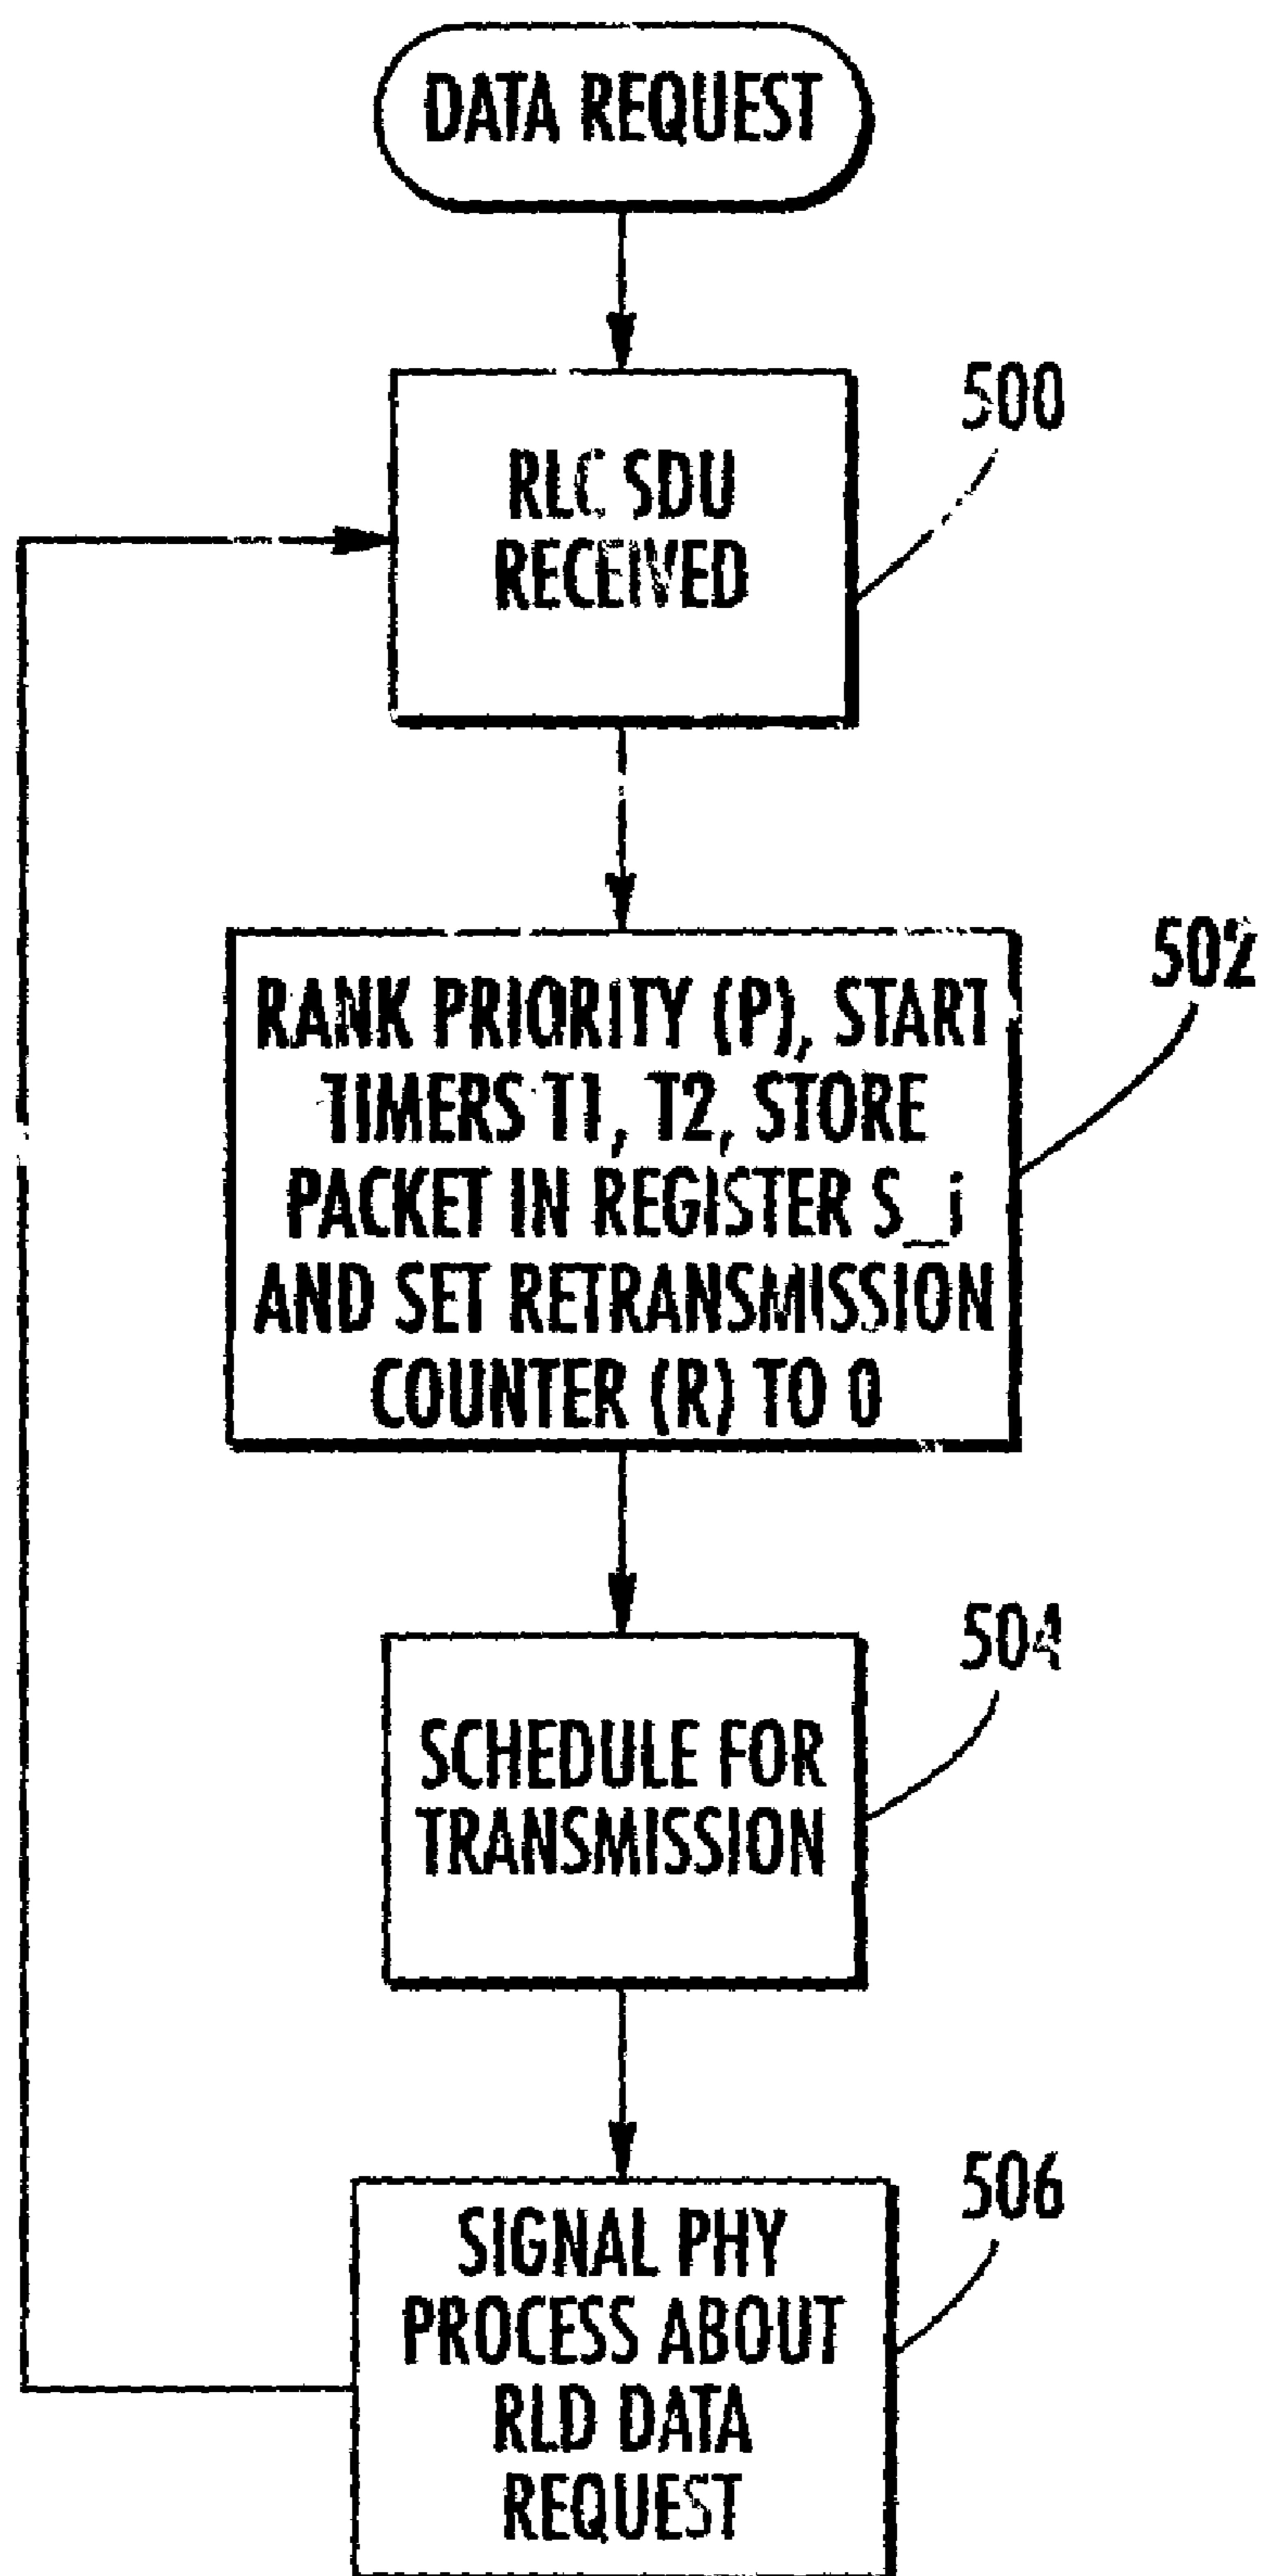 DATA REQUEST
500
RLC SDU
RECEIVED
502
RANK PRIORITY (P), START
TIMERS T1, T2, STORE
PACKET IN REGISTER S_i
AND SET RETRANSMISSION
COUNTER (R) TO 0
504
SCHEDULE FOR
TRANSMISSION
506
SIGNAL PHY
PROCESS ABOUT
RLD DATA
REQUEST